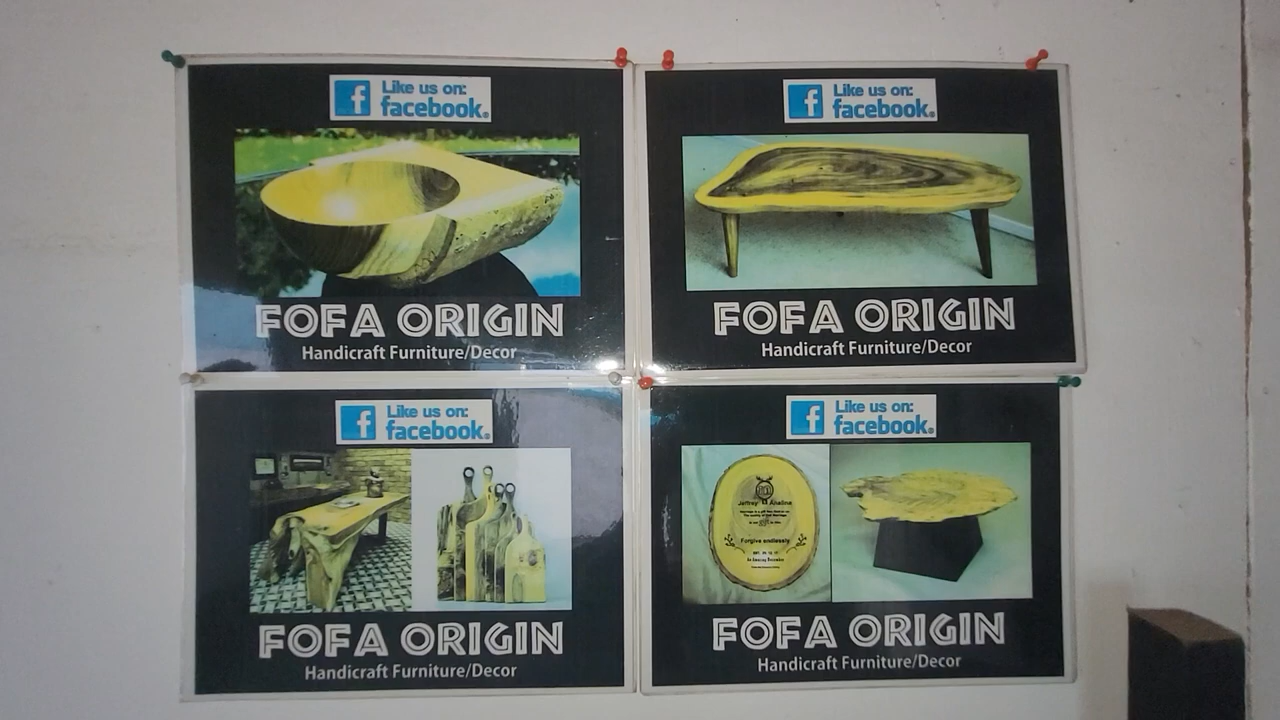 Like us on:
facebook.
FOFA ORIGIN
Handicraft Furniture/Decor
Like us on:
facebook.
FOFA ORIGIN
Handicraft Furniture/Decor
Like us on:
facebook.
FOFA ORIGIN
Handicraft Furniture/Decor
Like us on:
facebook.
Jeffrey Analine
Forgive endlessly
FOFA ORIGIN
Handicraft Furniture/Decor